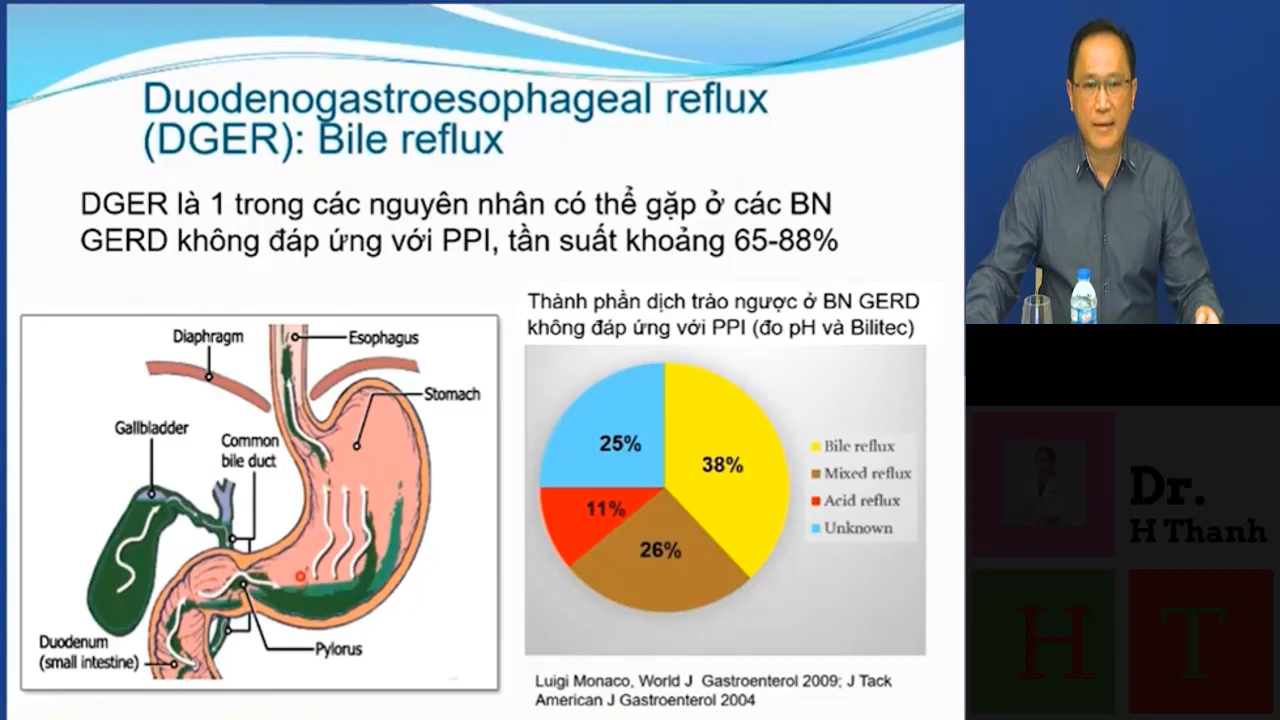 Duodenogastroesophageal reflux
(DGER): Bile reflux
DGER là 1 trong các nguyên nhân có thể gặp ở các BN
GERD không đáp ứng với PPI, tần suất khoảng 65-88%
Diaphragm
Esophagus
Stomach
Gallbladder
Common
bile duct
Duodenum
(small intestine)
Pylorus
Thành phần dịch trào ngược ở BN GERD
không đáp ứng với PPI (đo pH và Bilitec)
25%
38%
11%
26%
Bile reflux
Mixed reflux
Acid reflux
Unknown
Luigi Monaco, World J Gastroenterol 2009; J Tack
American J Gastroenterol 2004
Dr.
H Thanh
H
T